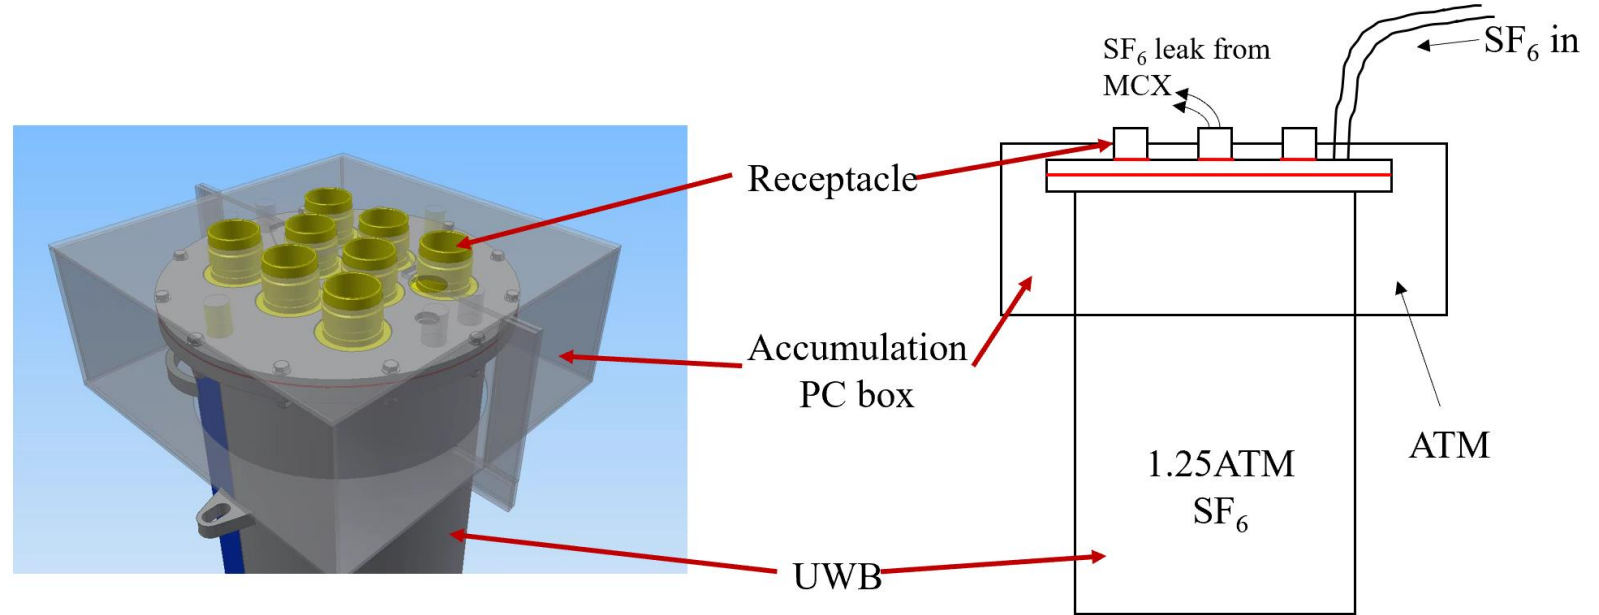 SF₆ leak from
MCX
SF₆ in
Receptacle
Accumulation
PC box
ATM
1.25ATM
SF₆
UWB